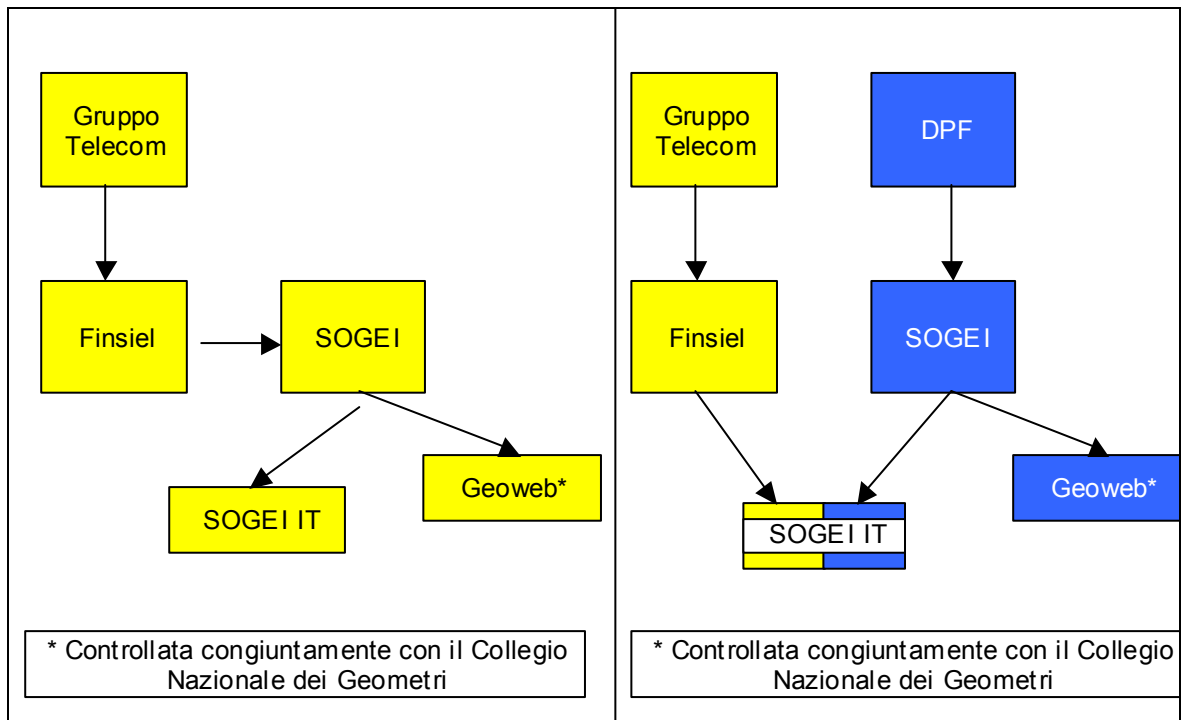 Gruppo
Telecom
Finsiel
SOGEI
SOGEI IT
Geoweb*
* Controllata congiuntamente con il Collegio
Nazionale dei Geometri
Gruppo
Telecom
DPF
Finsiel
SOGEI
Geoweb*
SOGEI IT
* Controllata congiuntamente con il Collegio
Nazionale dei Geometri